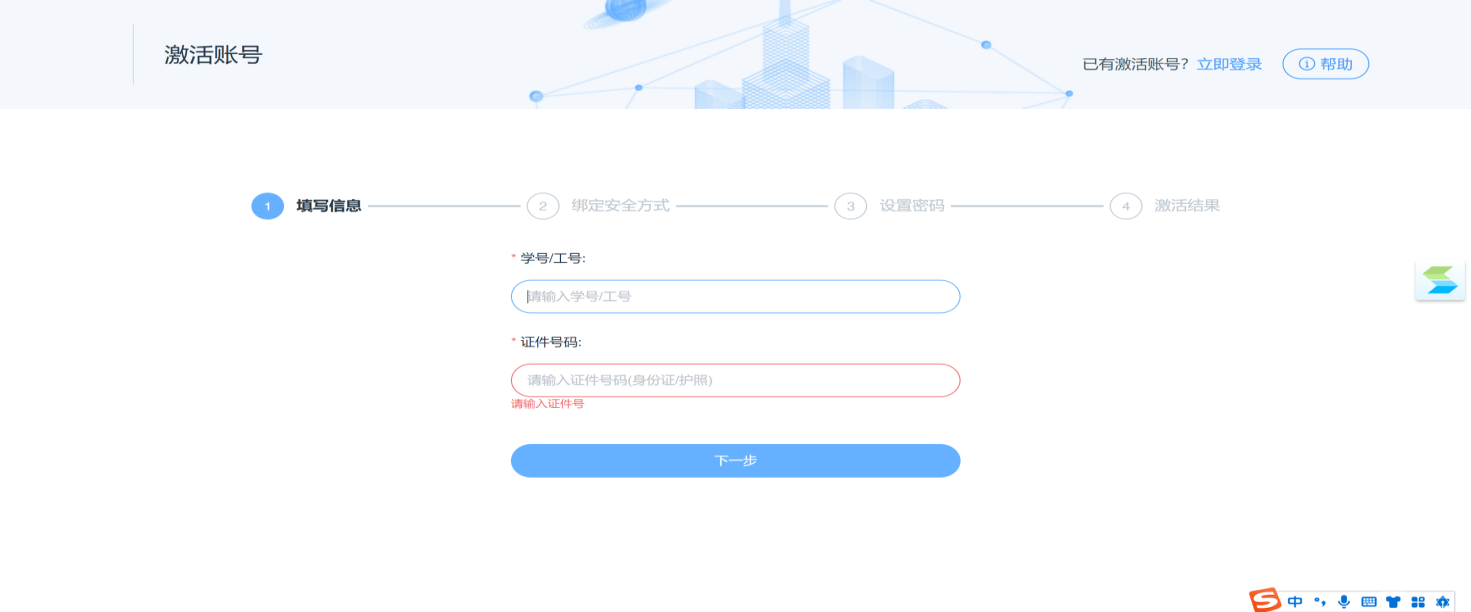 激活账号
已有激活账号? 立即登录 帮助
1 填写信息 2 绑定安全方式 3 设置密码 4 激活结果
* 学号/工号:
请输入学号/工号
* 证件号码:
请输入证件号码(身份证/护照)
请输入证件号
下一步
中